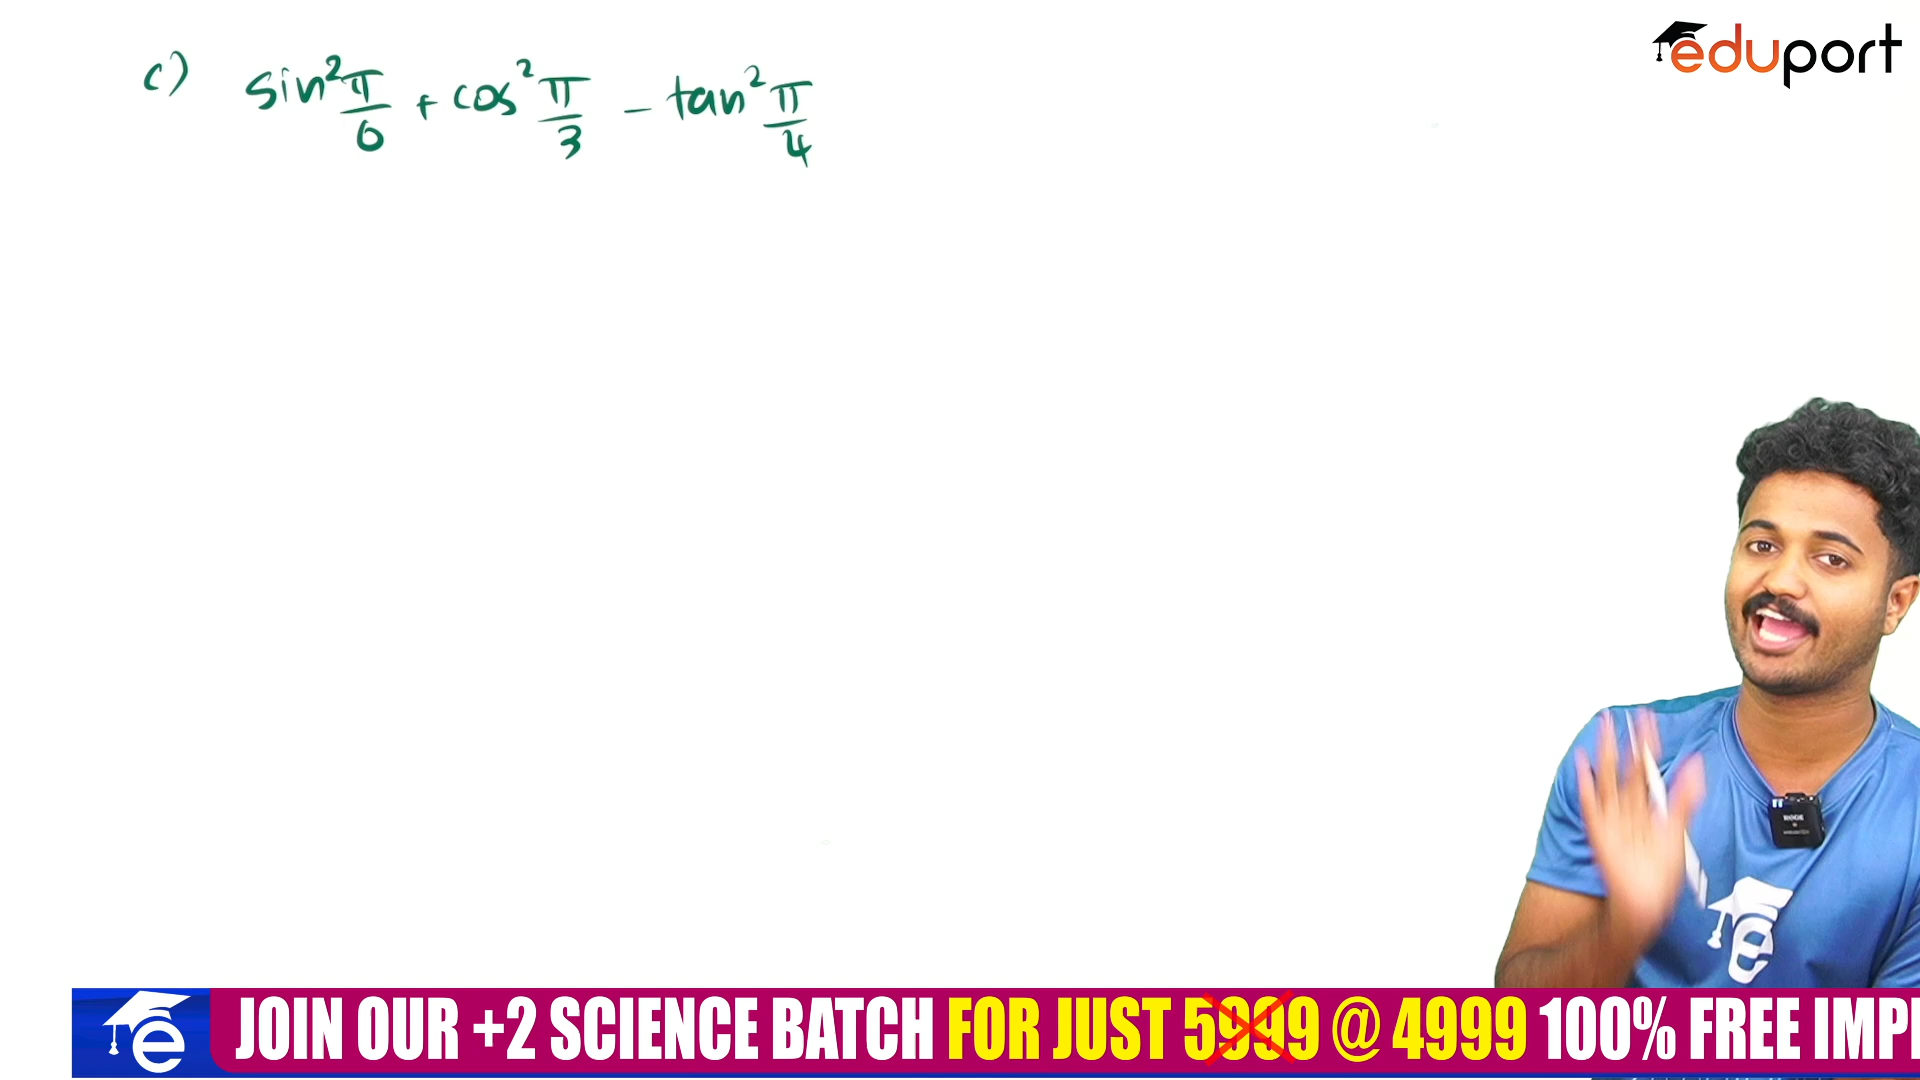 eduport
c) sin²π/6 + cos²π/3 - tan²π/4
e
e
JOIN OUR +2 SCIENCE BATCH FOR JUST 5999 @ 4999 100% FREE IMP